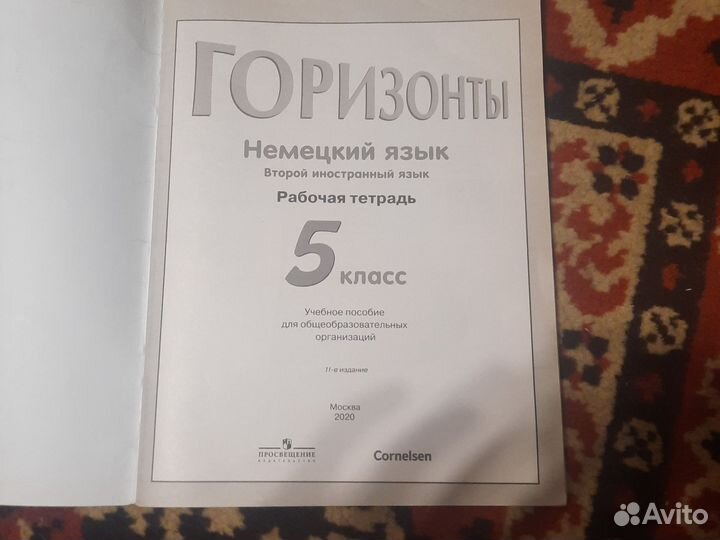 ГОРИЗОНТЫ
Немецкий язык
Второй иностранный язык
Рабочая тетрадь
5 класс
Учебное пособие
для общеобразовательных
организаций
11-е издание
Москва
2020
ПРОСВЕЩЕНИЕ
ИЗДАТЕЛЬСТВО
Cornelsen
Avito